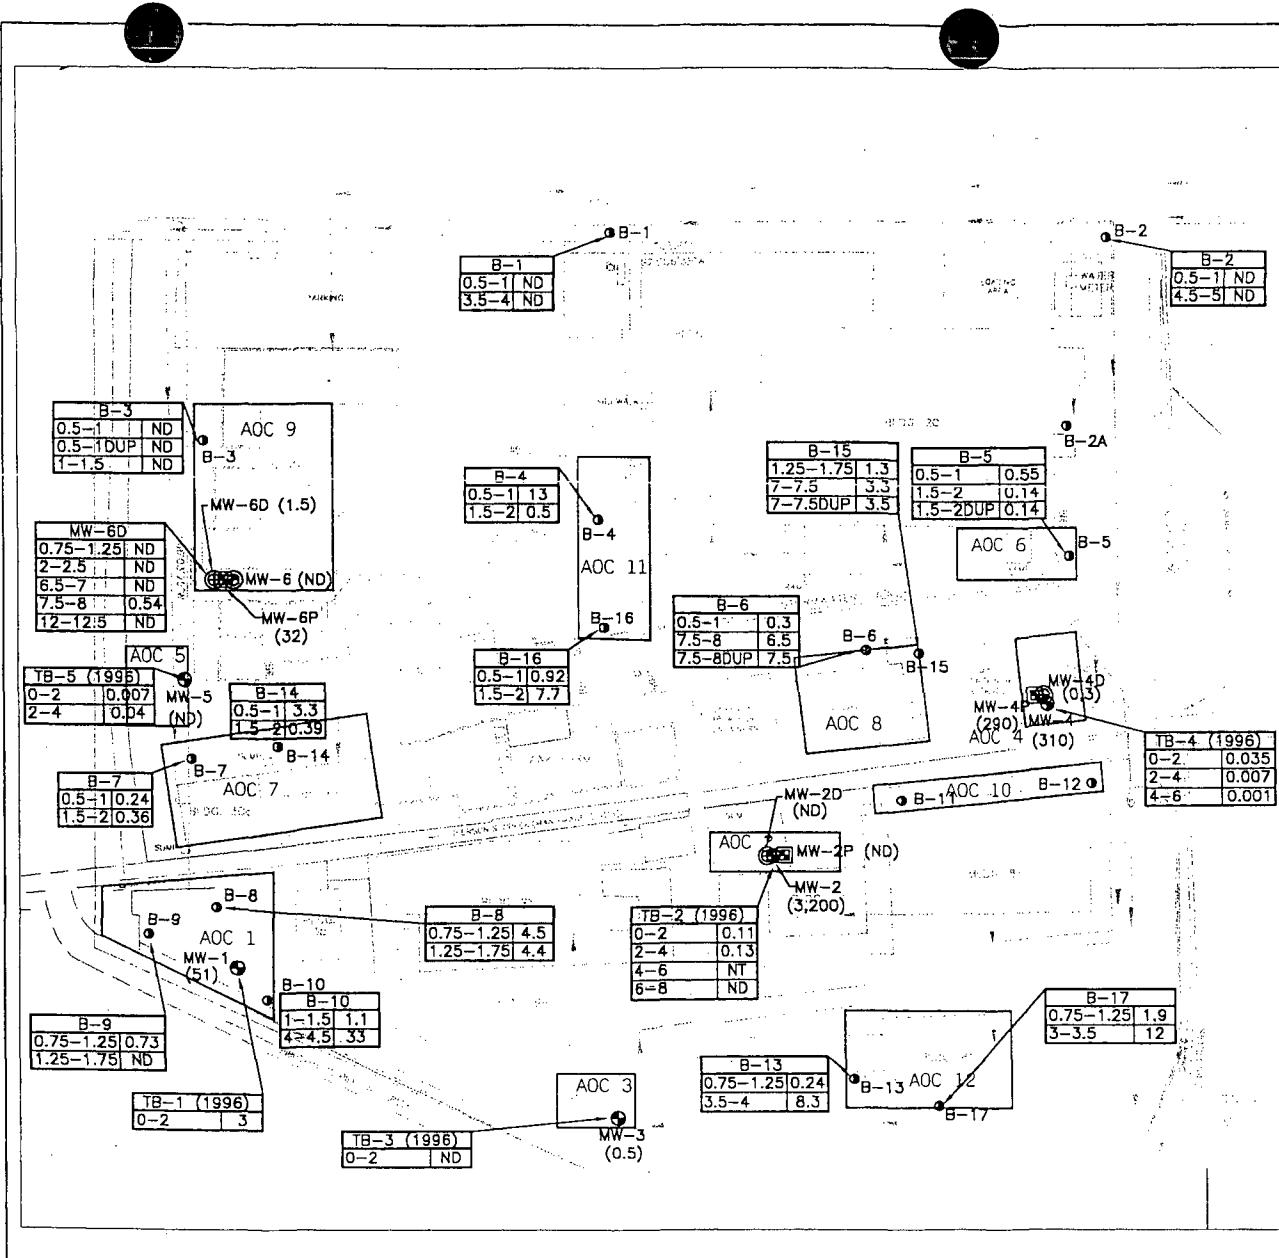 B-1
B-2
B-1
0.5-1 ND
3.5-4 ND
B-2
0.5-1 ND
4.5-5 ND
PARKING
LOADING
AREA
WATER
METER
SIDEWALK
B-3
0.5-1 ND
0.5-1DUP ND
1-1.5 ND
AOC 9
B-3
B-2A
B-15
1.25-1.75 1.3
7-7.5 3.3
7-7.5DUP 3.5
B-5
0.5-1 0.55
1.5-2 0.14
1.5-2DUP 0.14
B-4
0.5-1 13
1.5-2 0.5
B-4
AOC 11
AOC 6
B-5
MW-6D (1.5)
MW-6D
0.75-1.25 ND
2-2.5 ND
6.5-7 ND
7.5-8 0.54
12-12.5 ND
MW-6 (ND)
MW-6P
(32)
B-16
B-6
0.5-1 0.3
7.5-8 6.5
7.5-8DUP 7.5
B-6
B-15
B-16
0.5-1 0.92
1.5-2 7.7
AOC 5
TB-5 (1996)
0-2 0.007
2-4 0.04
MW-5
(ND)
B-14
0.5-1 3.3
1.5-2 0.39
B-14
MW-4D
(0.3)
MW-4P
(290)
MW-4
(310)
AOC 4
AOC 8
TB-4 (1996)
0-2 0.035
2-4 0.007
4-6 0.001
B-7
B-7
0.5-1 0.24
1.5-2 0.36
AOC 7
B-11
AOC 10
B-12
MW-2D
(ND)
AOC 2
MW-2P (ND)
MW-2
(3,200)
B-8
B-9
AOC 1
MW-1
(51)
B-8
0.75-1.25 4.5
1.25-1.75 4.4
TB-2 (1996)
0-2 0.11
2-4 0.13
4-6 NT
6-8 ND
B-10
B-10
1-1.5 1.1
4-4.5 33
B-9
0.75-1.25 0.73
1.25-1.75 ND
B-17
0.75-1.25 1.9
3-3.5 12
B-13
0.75-1.25 0.24
3.5-4 8.3
B-13
AOC 12
B-17
TB-1 (1996)
0-2 3
AOC 3
MW-3
(0.5)
TB-3 (1996)
0-2 ND